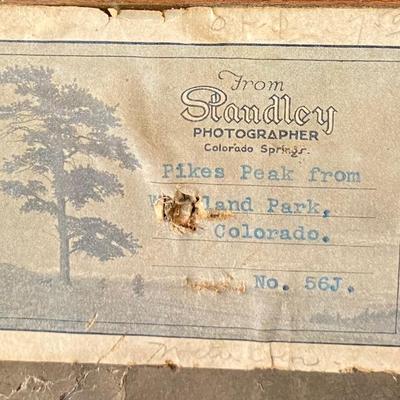 From
Standley
PHOTOGRAPHER
Colorado Springs.
Pikes Peak from
land Park,
Colorado.
No. 56J.